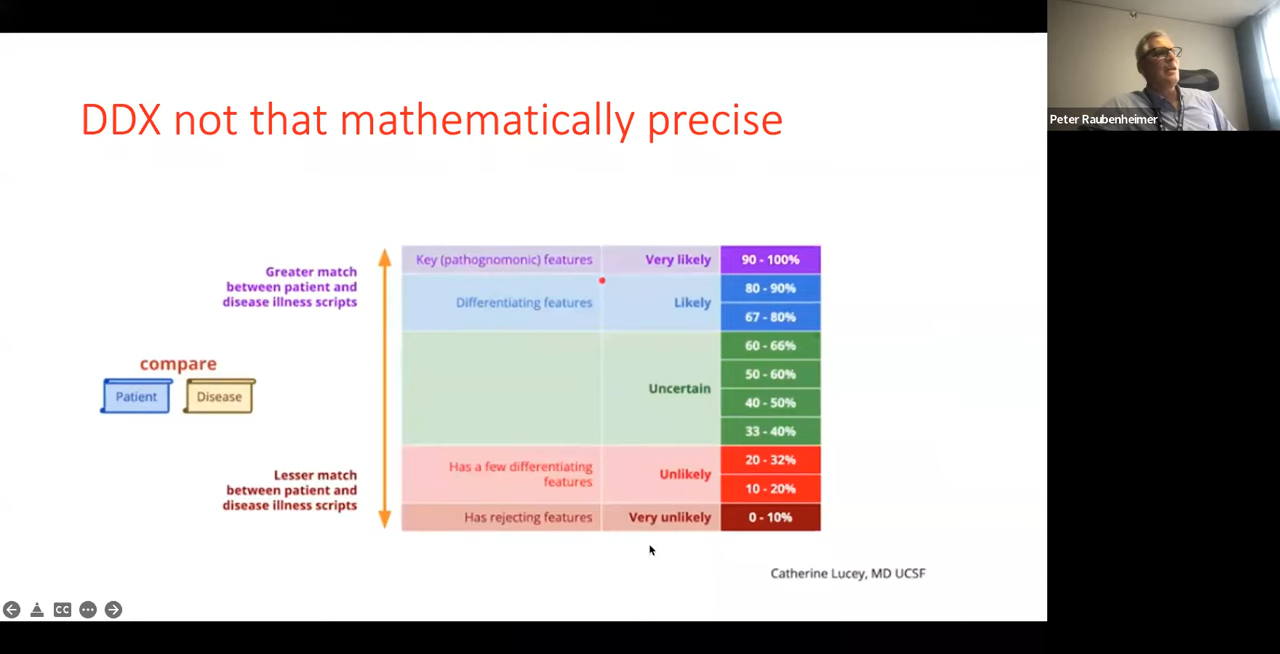 DDX not that mathematically precise
Peter Raubenheimer
Greater match
between patient and
disease illness scripts
compare
Patient
Disease
Lesser match
between patient and
disease illness scripts
Key (pathognomonic) features
Very likely
90 - 100%
Differentiating features
Likely
80 - 90%
67 - 80%
Uncertain
60 - 66%
50 - 60%
40 - 50%
33 - 40%
Has a few differentiating
features
Unlikely
20 - 32%
10 - 20%
Has rejecting features
Very unlikely
0 - 10%
Catherine Lucey, MD UCSF
CC